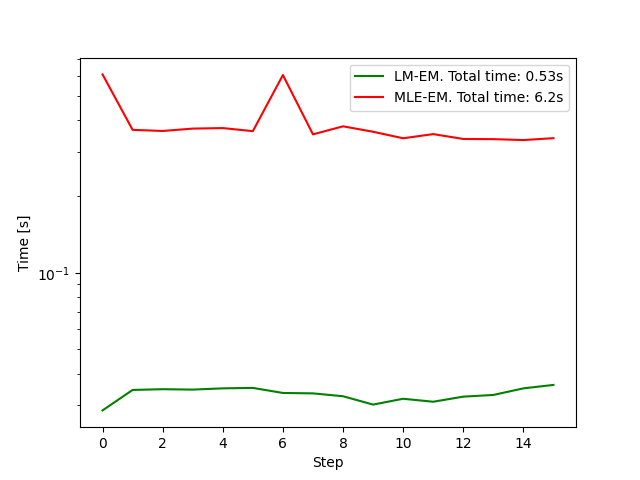 LM-EM. Total time: 0.53s
MLE-EM. Total time: 6.2s
Time [s]
10⁻¹
0 2 4 6 8 10 12 14
Step